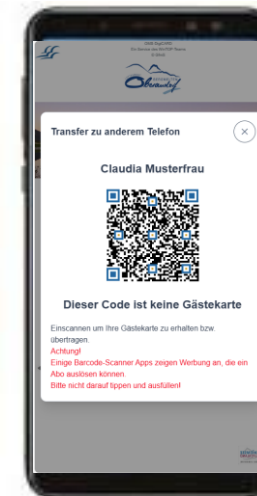 Oberaudorf
Transfer zu anderem Telefon
Claudia Musterfrau
Dieser Code ist keine Gästekarte
Einscannen um Ihre Gästekarte zu erhalten bzw.
übertragen.
Achtung!
Einige Barcode-Scanner Apps zeigen Werbung an, die ein
Abo auslösen können.
Bitte nicht darauf tippen und ausfüllen!